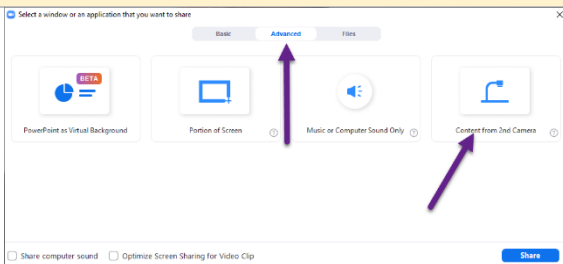 Select a window or an application that you want to share
Basic Advanced Files
BETA
PowerPoint as Virtual Background Portion of Screen Music or Computer Sound Only Content from 2nd Camera
Share computer sound Optimize Screen Sharing for Video Clip Share